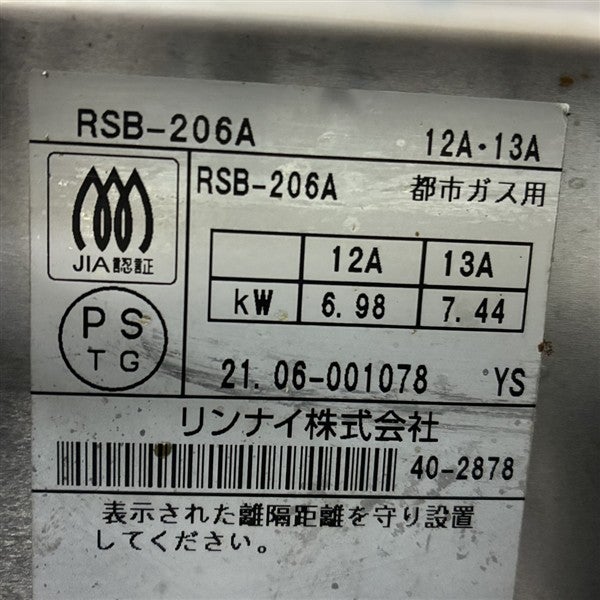 RSB-206A 12A・13A
JIA認証
RSB-206A 都市ガス用
12A 13A
kW 6.98 7.44
PS
TG
21.06-001078 YS
リンナイ株式会社
40-2878
表示された離隔距離を守り設置
してください。